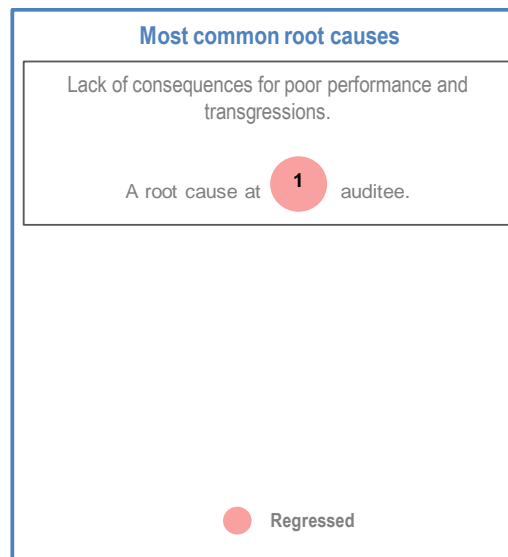 Most common root causes
Lack of consequences for poor performance and
transgressions.
A root cause at 1 auditee.
Regressed